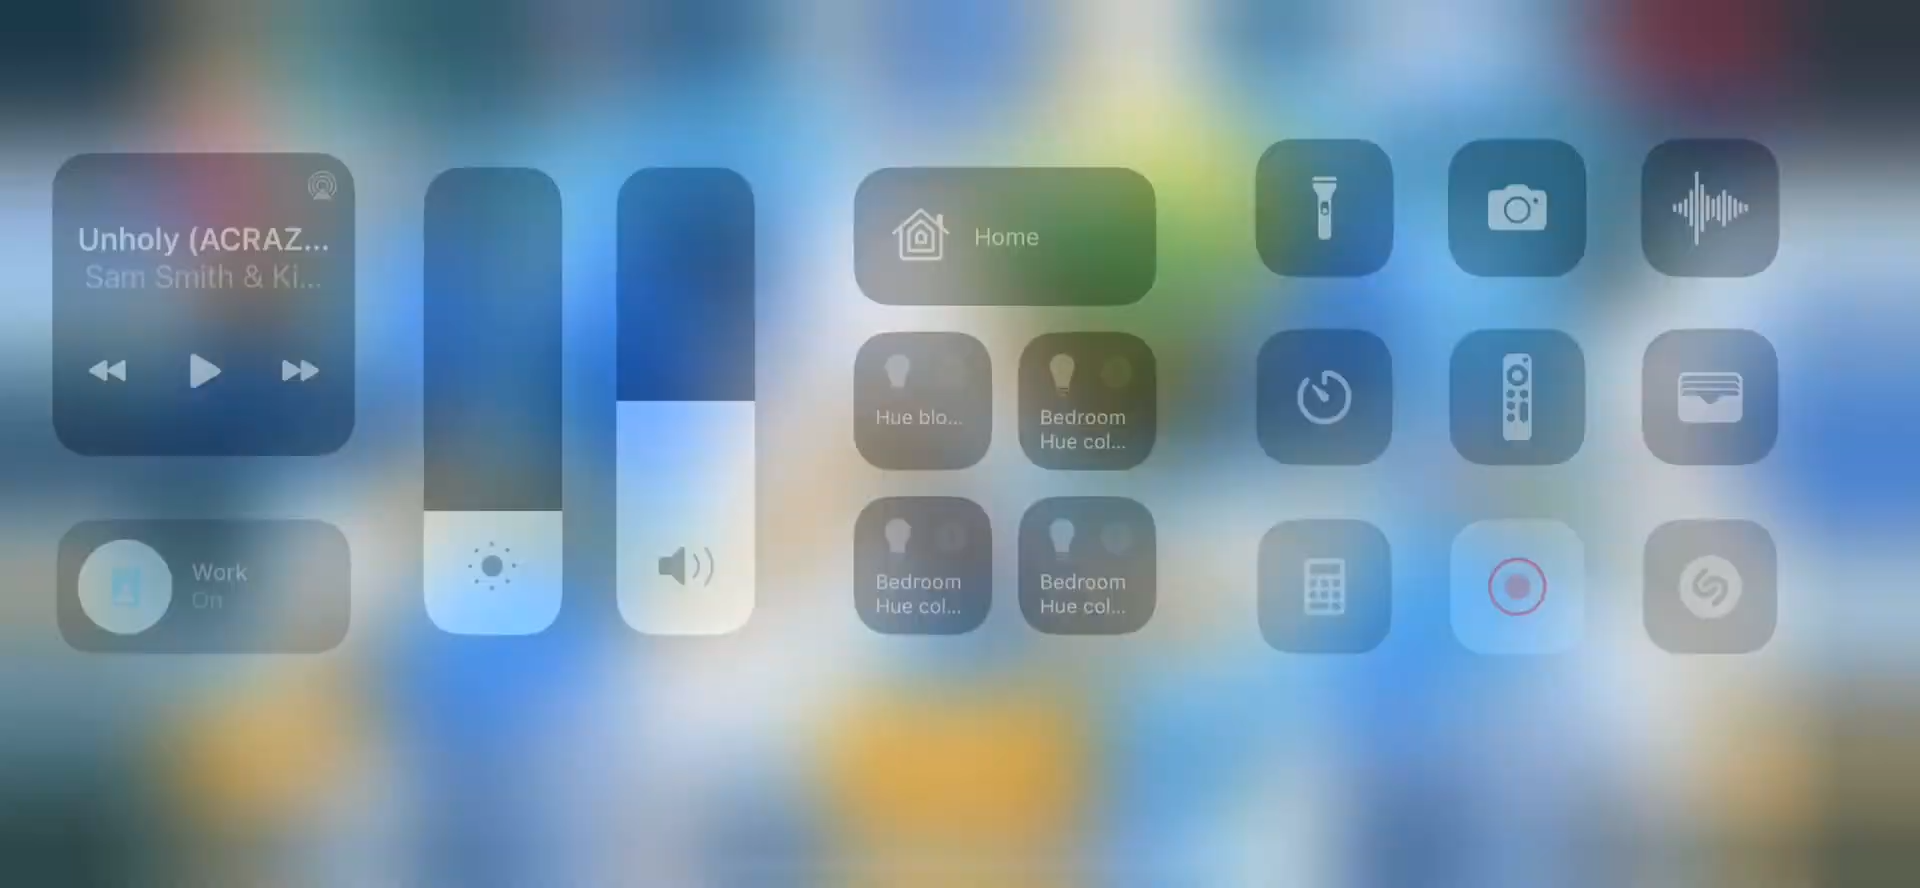 Unholy (ACRAZ...
Sam Smith & Ki...
Work
On
Home
Hue blo...
Bedroom
Hue col...
Bedroom
Hue col...
Bedroom
Hue col...